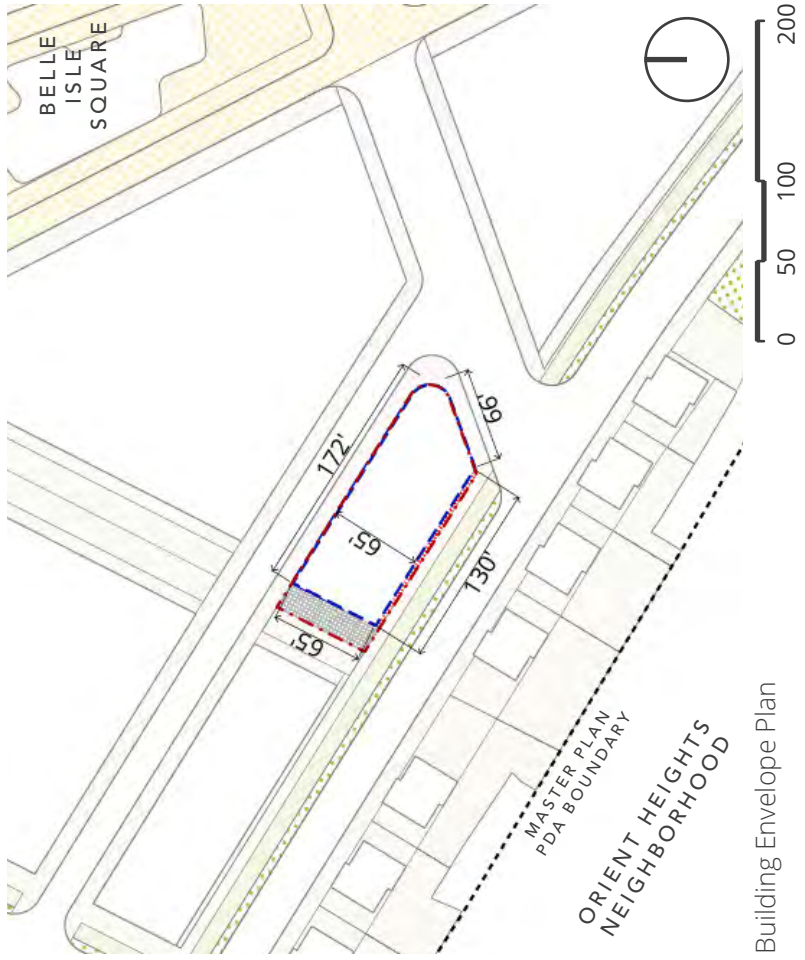 BELLE
ISLE
SQUARE
172'
66'
65'
65'
130'
MASTER PLAN
PDA BOUNDARY
ORIENT HEIGHTS
NEIGHBORHOOD
0 50 100 200
Building Envelope Plan